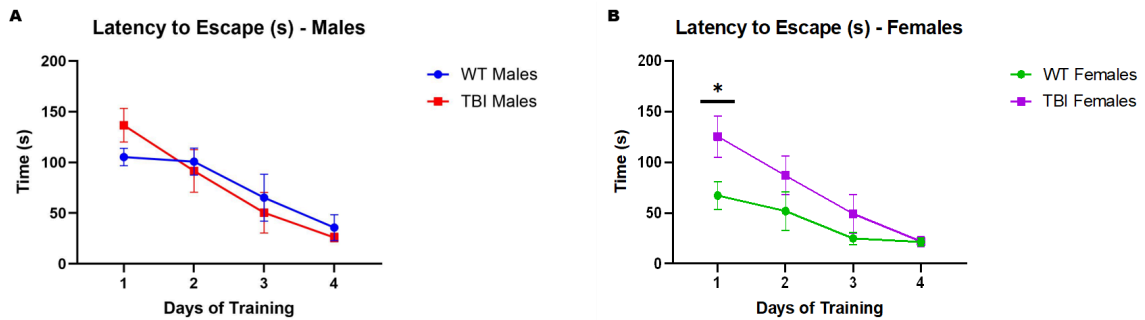 A
Latency to Escape (s) - Males
200
150
100
50
0
Time (s)
1 2 3 4
Days of Training
WT Males
TBI Males
B
Latency to Escape (s) - Females
200
150
100
50
0
Time (s)
*
1 2 3 4
Days of Training
WT Females
TBI Females